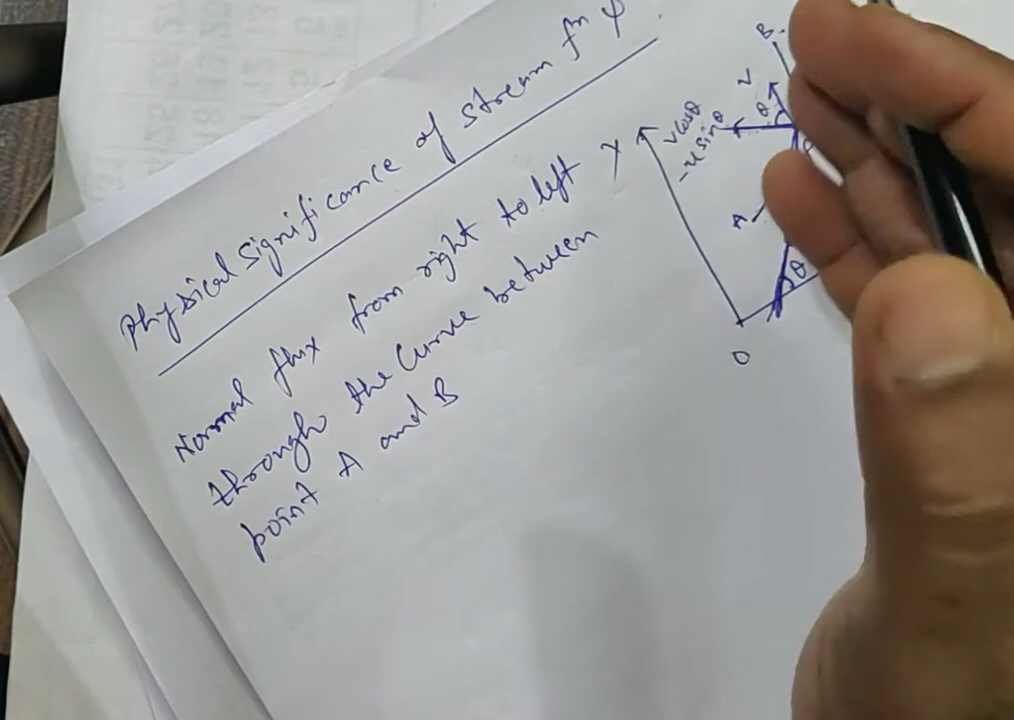 Physical Significance of stream fn ψ
Normal flux from right to left
through the curve between
point A and B
Y
v cosθ
-u sinθ
B
v
θ
A
θ
O